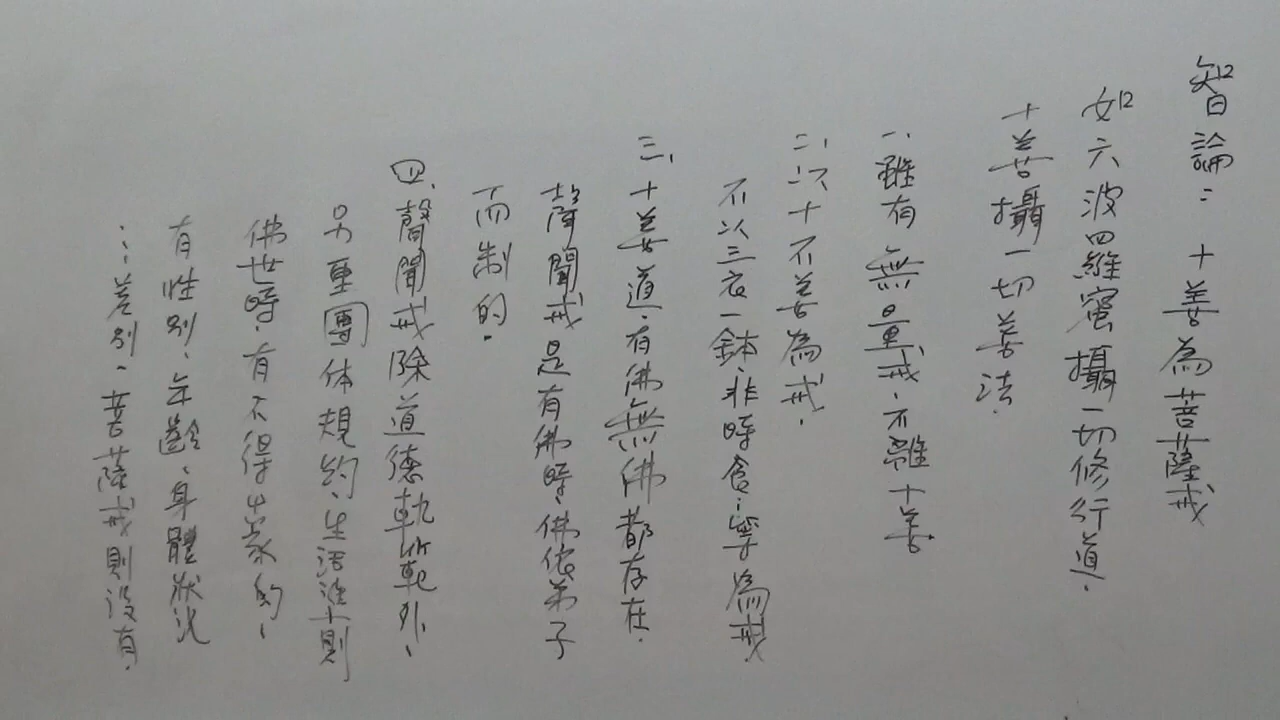 智論：十善為菩薩戒
如六波羅蜜攝一切修行道．
十善攝一切善法．
一、雖有無量戒、不離十善
二、以十不善為戒．
不以三衣一鉢、非時食…等為戒
三、十善道．有佛無佛都存在．
聲聞戒是有佛時、佛依弟子
而制的．
四、聲聞戒除道德軌範外、
另重團体規約、生活準則
佛世時．有不得出家的、
有性別、年齡、身體狀況
…差別．菩薩戒則沒有．